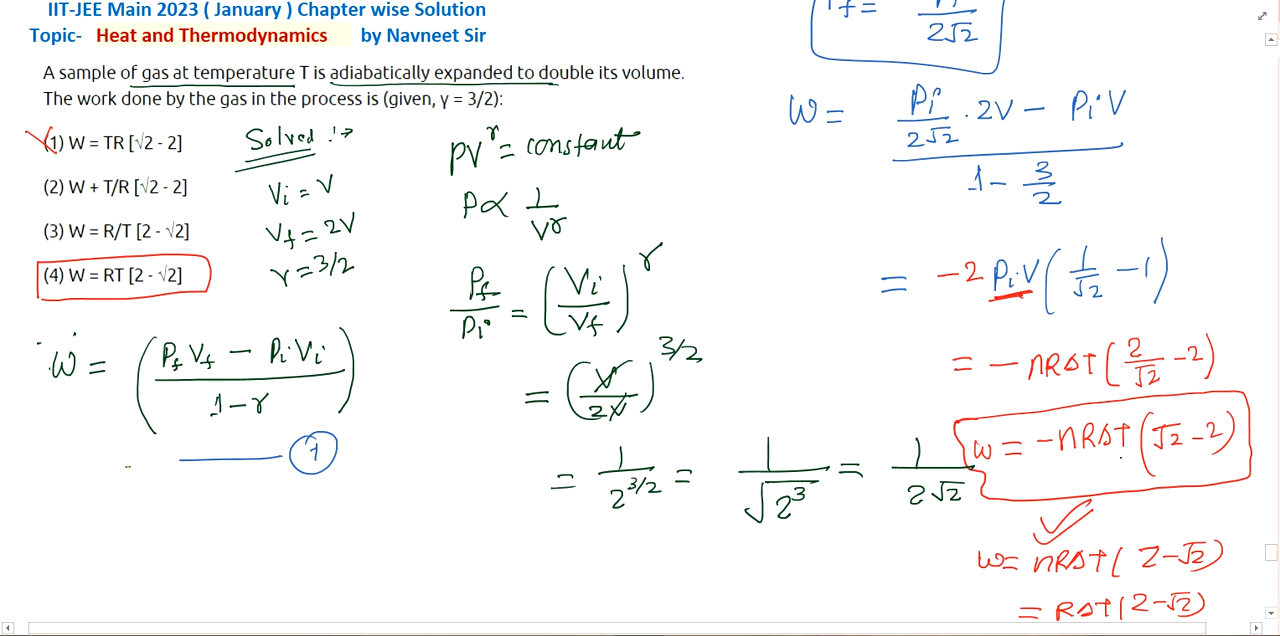 IIT-JEE Main 2023 ( January ) Chapter wise Solution
Topic- Heat and Thermodynamics by Navneet Sir
A sample of gas at temperature T is adiabatically expanded to double its volume.
The work done by the gas in the process is (given, γ = 3/2):
(1) W = TR [√2 - 2]
(2) W + T/R [√2 - 2]
(3) W = R/T [2 - √2]
(4) W = RT [2 - √2]
W = (PfVf - PiVi / 1-γ)
1
Solved :→
Vi = V
Vf = 2V
γ = 3/2
PV^γ = constant
P ∝ 1/V^γ
Pf/Pi = (Vi/Vf)^γ
= (V/2V)^3/2
= 1/2^3/2 = 1/√2^3 = 1/2√2
Pf = Pi/2√2
W = Pi/2√2 · 2V - PiV / 1 - 3/2
= -2 PiV (1/√2 - 1)
= - nRΔT (2/√2 - 2)
W = -nRΔT (√2 - 2)
W = nRΔT ( 2-√2)
= RΔT (2-√2)